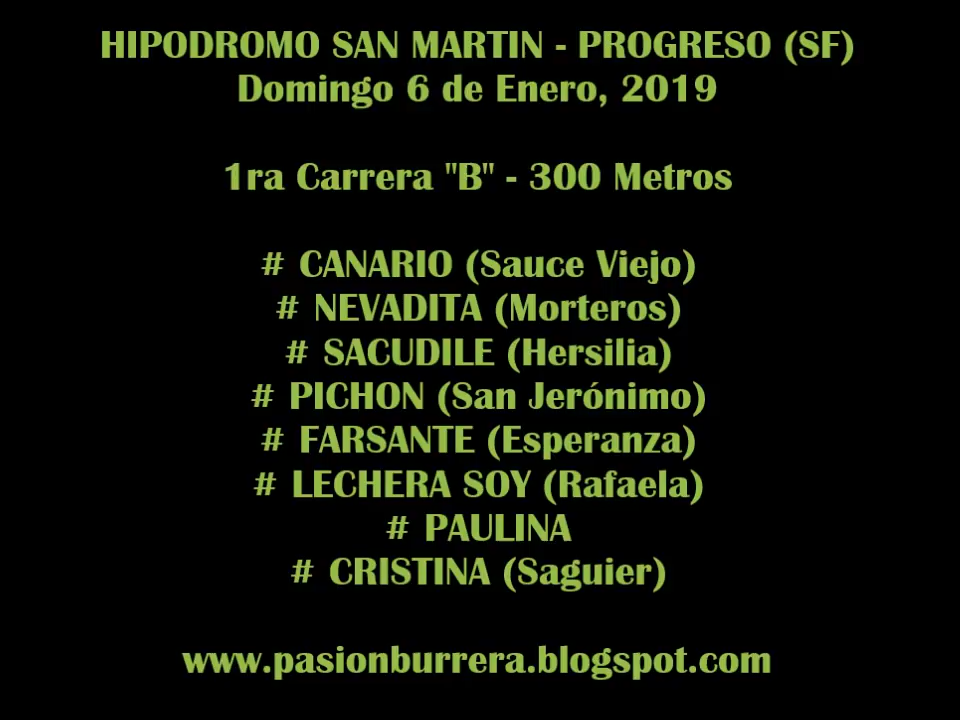 HIPODROMO SAN MARTIN - PROGRESO (SF)
Domingo 6 de Enero, 2019
1ra Carrera "B" - 300 Metros
# CANARIO (Sauce Viejo)
# NEVADITA (Morteros)
# SACUDILE (Hersilia)
# PICHON (San Jerónimo)
# FARSANTE (Esperanza)
# LECHERA SOY (Rafaela)
# PAULINA
# CRISTINA (Saguier)
www.pasionburrera.blogspot.com